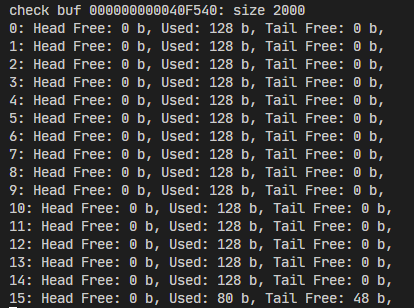 check buf 000000000040F540: size 2000
0: Head Free: 0 b, Used: 128 b, Tail Free: 0 b,
1: Head Free: 0 b, Used: 128 b, Tail Free: 0 b,
2: Head Free: 0 b, Used: 128 b, Tail Free: 0 b,
3: Head Free: 0 b, Used: 128 b, Tail Free: 0 b,
4: Head Free: 0 b, Used: 128 b, Tail Free: 0 b,
5: Head Free: 0 b, Used: 128 b, Tail Free: 0 b,
6: Head Free: 0 b, Used: 128 b, Tail Free: 0 b,
7: Head Free: 0 b, Used: 128 b, Tail Free: 0 b,
8: Head Free: 0 b, Used: 128 b, Tail Free: 0 b,
9: Head Free: 0 b, Used: 128 b, Tail Free: 0 b,
10: Head Free: 0 b, Used: 128 b, Tail Free: 0 b,
11: Head Free: 0 b, Used: 128 b, Tail Free: 0 b,
12: Head Free: 0 b, Used: 128 b, Tail Free: 0 b,
13: Head Free: 0 b, Used: 128 b, Tail Free: 0 b,
14: Head Free: 0 b, Used: 128 b, Tail Free: 0 b,
15: Head Free: 0 b, Used: 80 b, Tail Free: 48 b,